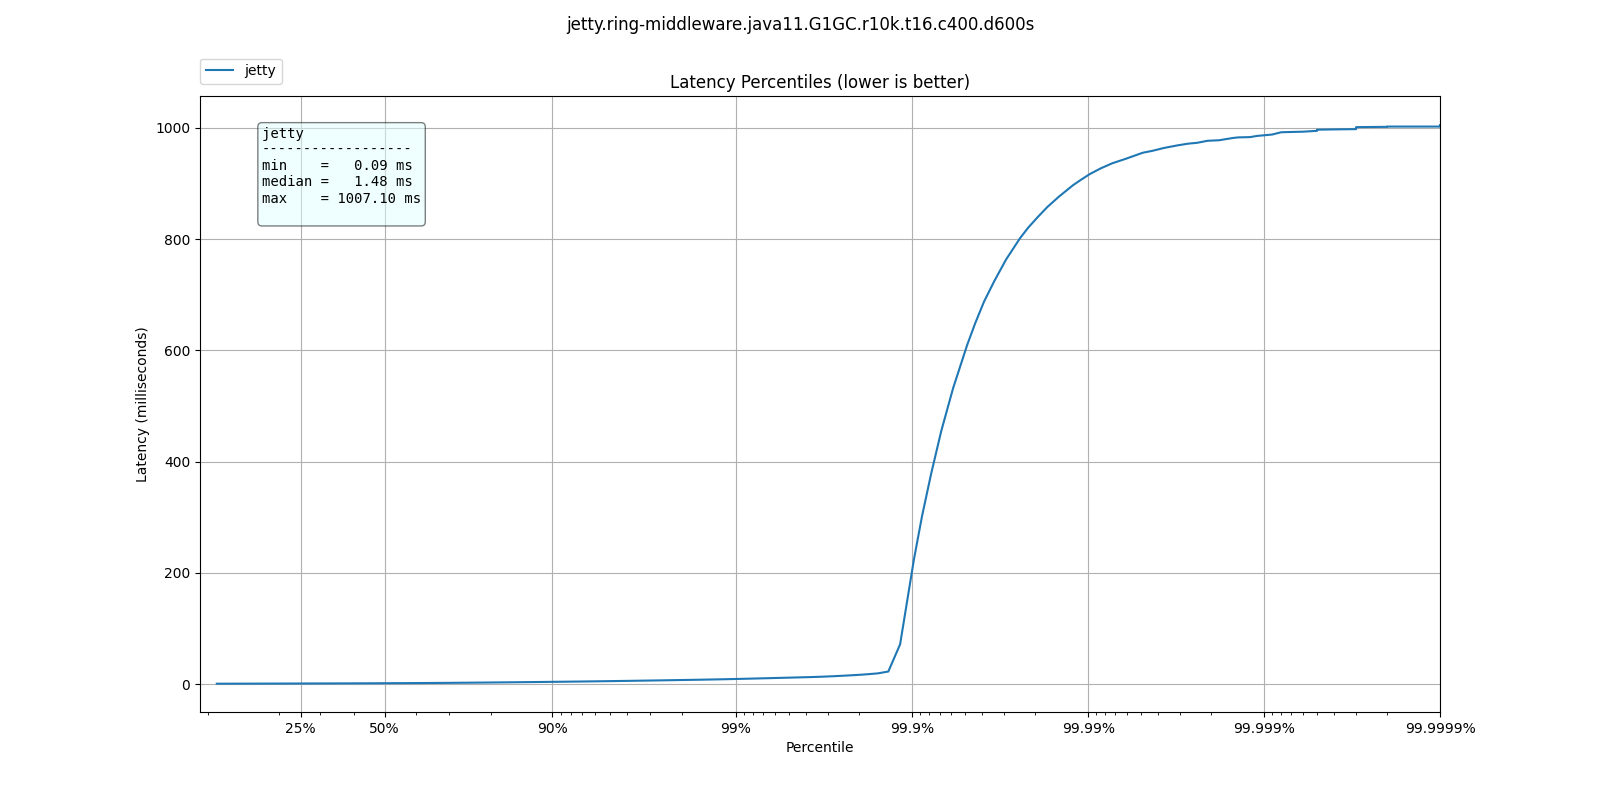 jetty.ring-middleware.java11.G1GC.r10k.t16.c400.d600s
jetty
Latency Percentiles (lower is better)
jetty
------------------
min    =   0.09 ms
median =   1.48 ms
max    = 1007.10 ms
1000
800
600
400
200
0
Latency (milliseconds)
25% 50% 90% 99% 99.9% 99.99% 99.999% 99.9999%
Percentile